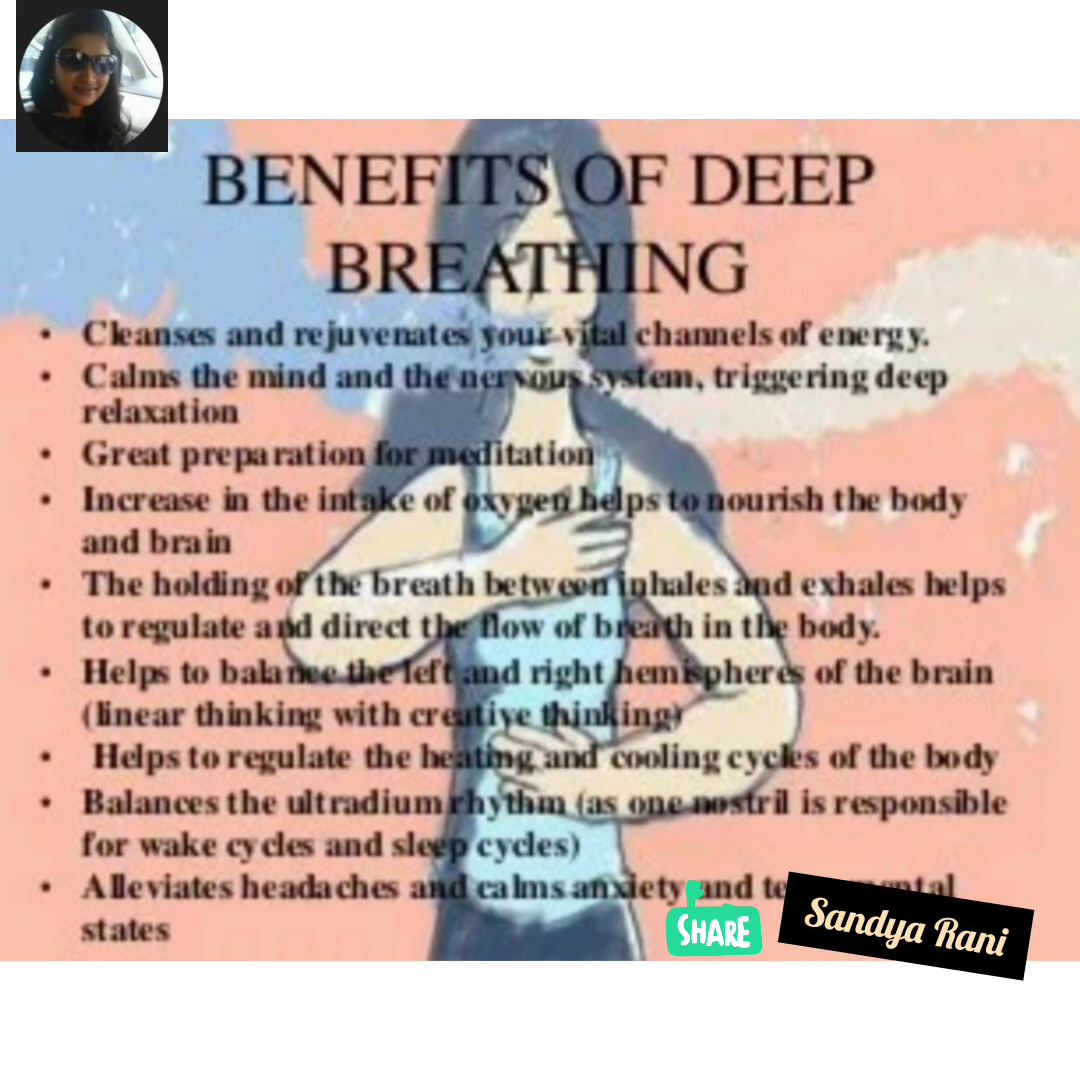 BENEFITS OF DEEP
BREATHING
• Cleanses and rejuvenates your vital channels of energy.
• Calms the mind and the nervous system, triggering deep
relaxation
• Great preparation for meditation
• Increase in the intake of oxygen helps to nourish the body
and brain
• The holding of the breath between inhales and exhales helps
to regulate and direct the flow of breath in the body.
• Helps to balance the left and right hemispheres of the brain
(linear thinking with creative thinking)
• Helps to regulate the heating and cooling cycles of the body
• Balances the ultradium rhythm (as one nostril is responsible
for wake cycles and sleep cycles)
• Alleviates headaches and calms anxiety and
states
SHARE
Sandya Rani